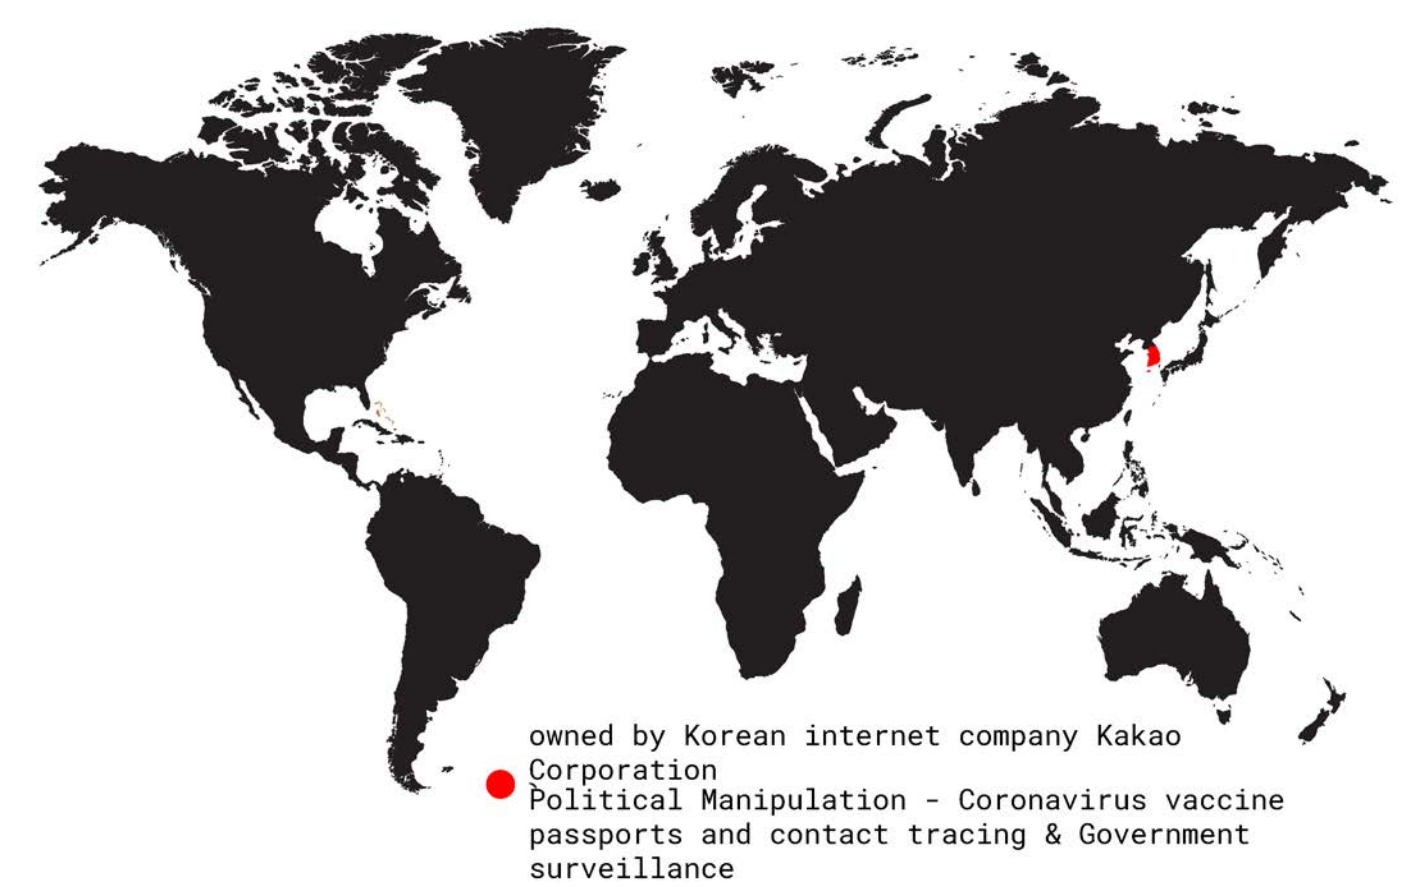 owned by Korean internet company Kakao
Corporation
`
Political Manipulation – Coronavirus vaccine
passports and contact tracing & Government
surveillance